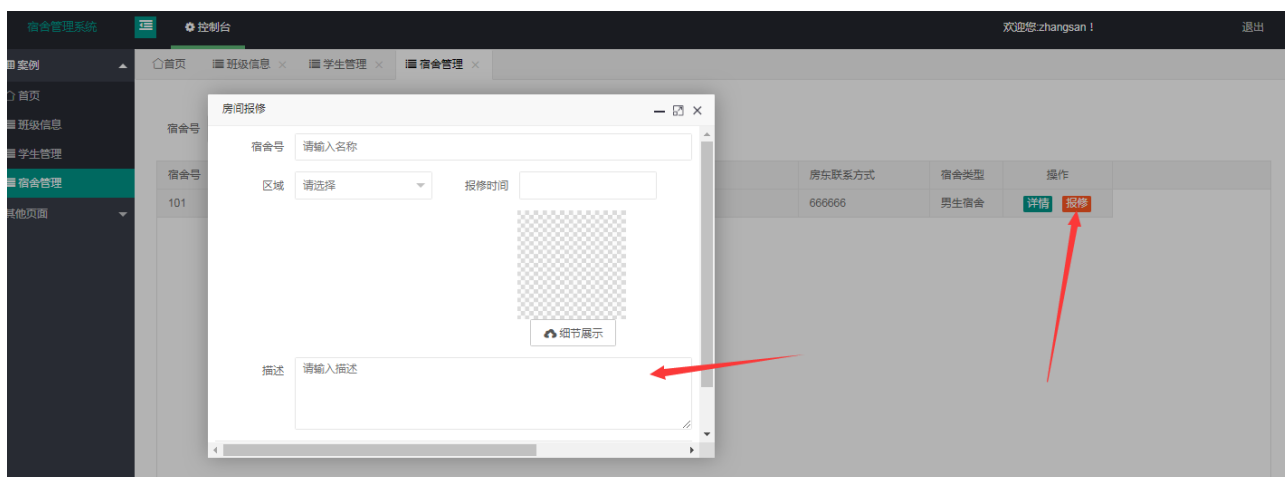 宿舍管理系统 控制台 欢迎您:zhangsan！ 退出
案例 首页 班级信息 学生管理 宿舍管理
首页
班级信息
学生管理
宿舍管理
其他页面
宿舍号
宿舍号 房东联系方式 宿舍类型 操作
101 666666 男生宿舍 详情 报修
房间报修
宿舍号 请输入名称
区域 请选择 报修时间
细节展示
描述 请输入描述